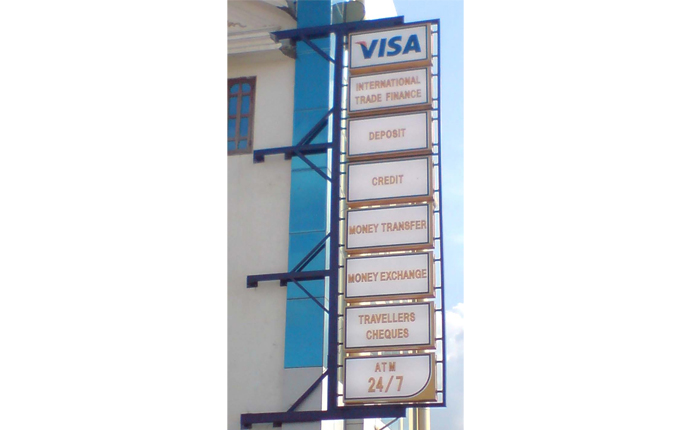 VISA
INTERNATIONAL
TRADE FINANCE
DEPOSIT
CREDIT
MONEY TRANSFER
MONEY EXCHANGE
TRAVELLERS
CHEQUES
ATM
24/7